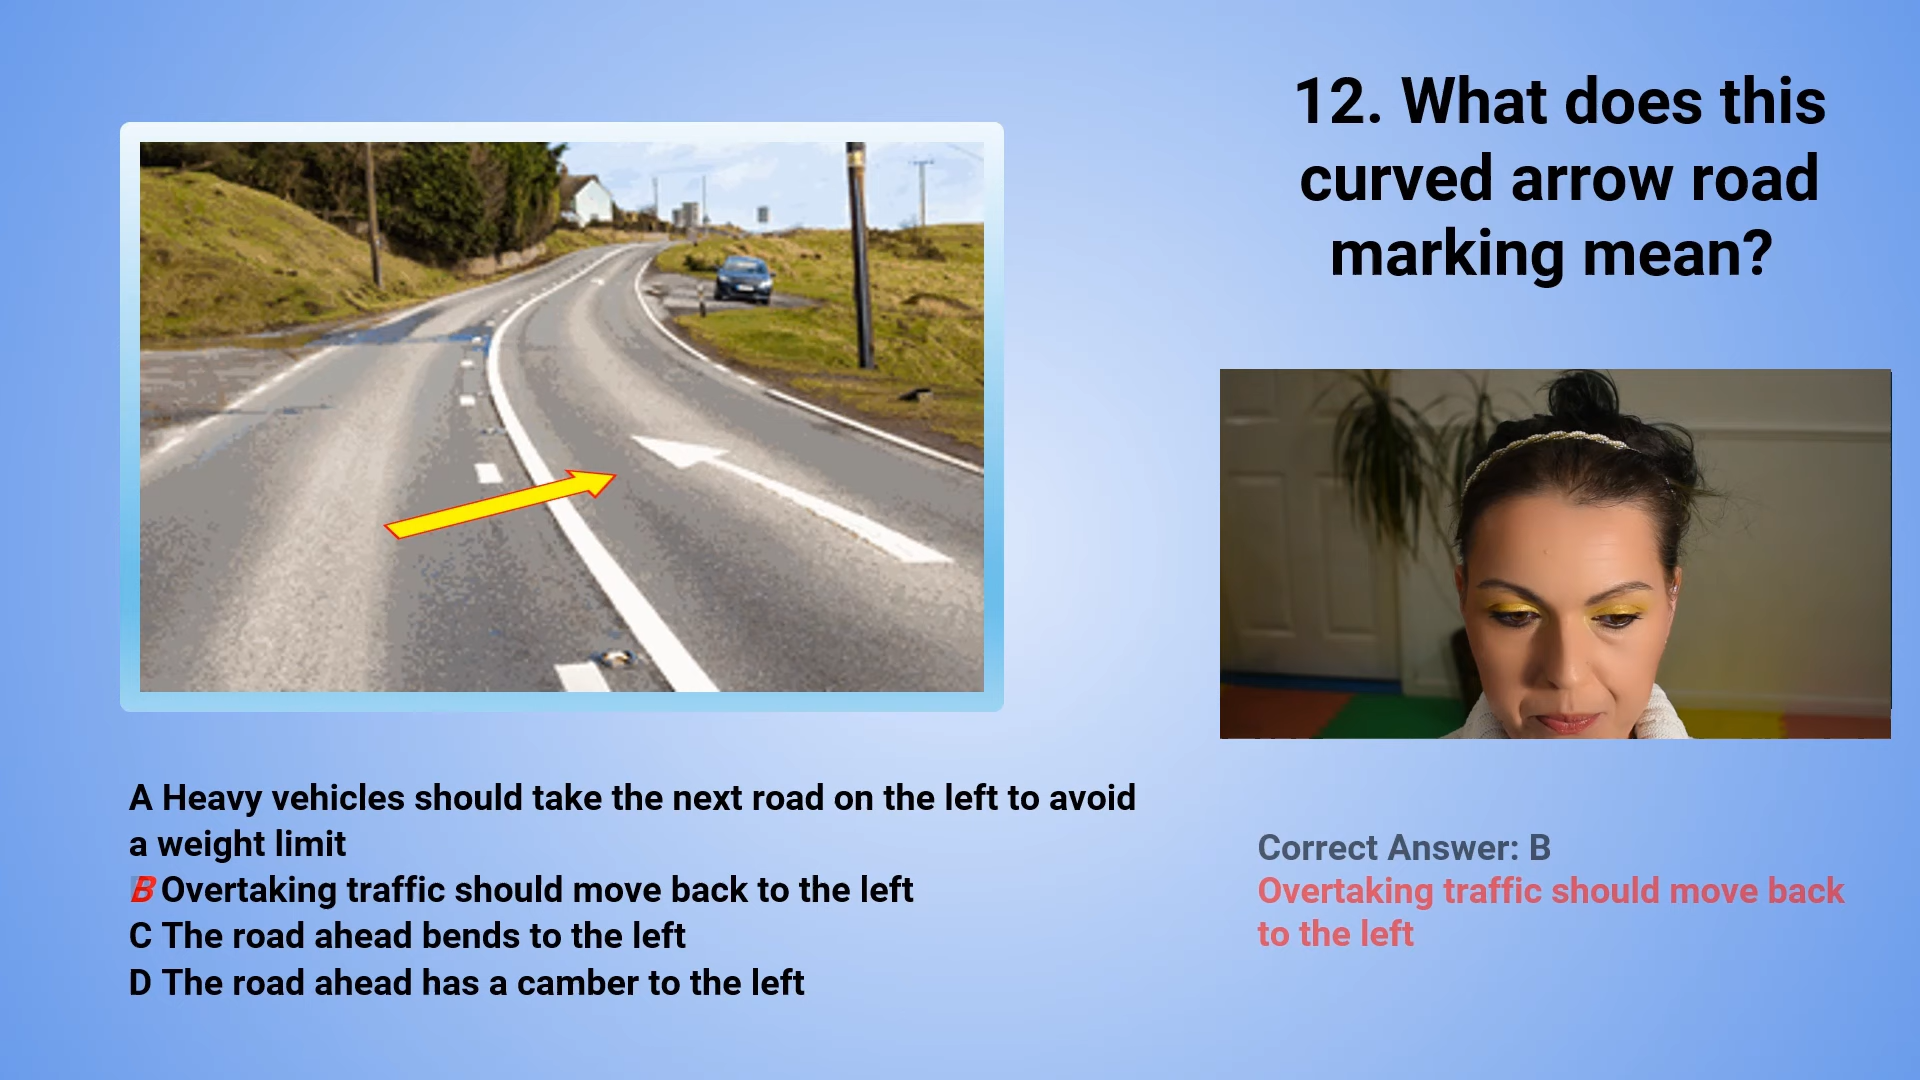 12. What does this
curved arrow road
marking mean?
A Heavy vehicles should take the next road on the left to avoid
a weight limit
B Overtaking traffic should move back to the left
C The road ahead bends to the left
D The road ahead has a camber to the left
Correct Answer: B
Overtaking traffic should move back
to the left